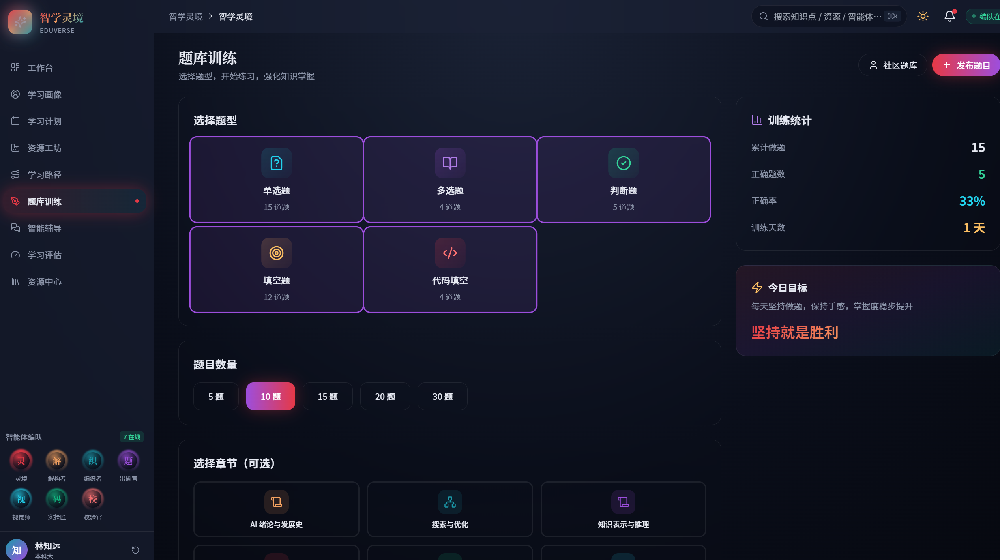 智学灵境
EDUVERSE
工作台
学习画像
学习计划
资源工坊
学习路径
题库训练
智能辅导
学习评估
资源中心
智能体编队
7 在线
灵
解
织
题
灵境
解构者
编织者
出题官
视
码
校
视觉师
实操匠
校验官
知
林知远
本科大三
智学灵境 > 智学灵境
搜索知识点 / 资源 / 智能体… ⌘K
编队在
题库训练
选择题型，开始练习，强化知识掌握
社区题库
+ 发布题目
选择题型
单选题
15 道题
多选题
4 道题
判断题
5 道题
填空题
12 道题
代码填空
4 道题
题目数量
5 题
10 题
15 题
20 题
30 题
选择章节（可选）
AI 绪论与发展史
搜索与优化
知识表示与推理
训练统计
累计做题
15
正确题数
5
正确率
33%
训练天数
1 天
今日目标
每天坚持做题，保持手感，掌握度稳步提升
坚持就是胜利